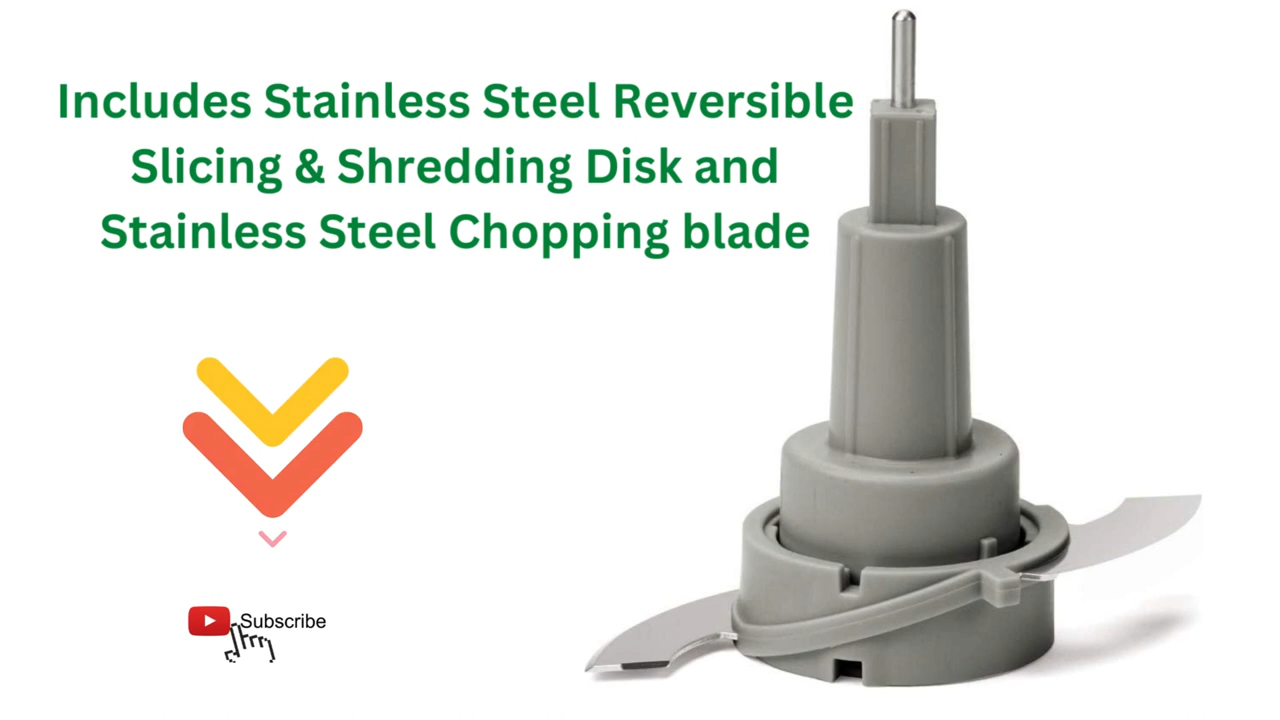 Includes Stainless Steel Reversible
Slicing & Shredding Disk and
Stainless Steel Chopping blade
Subscribe